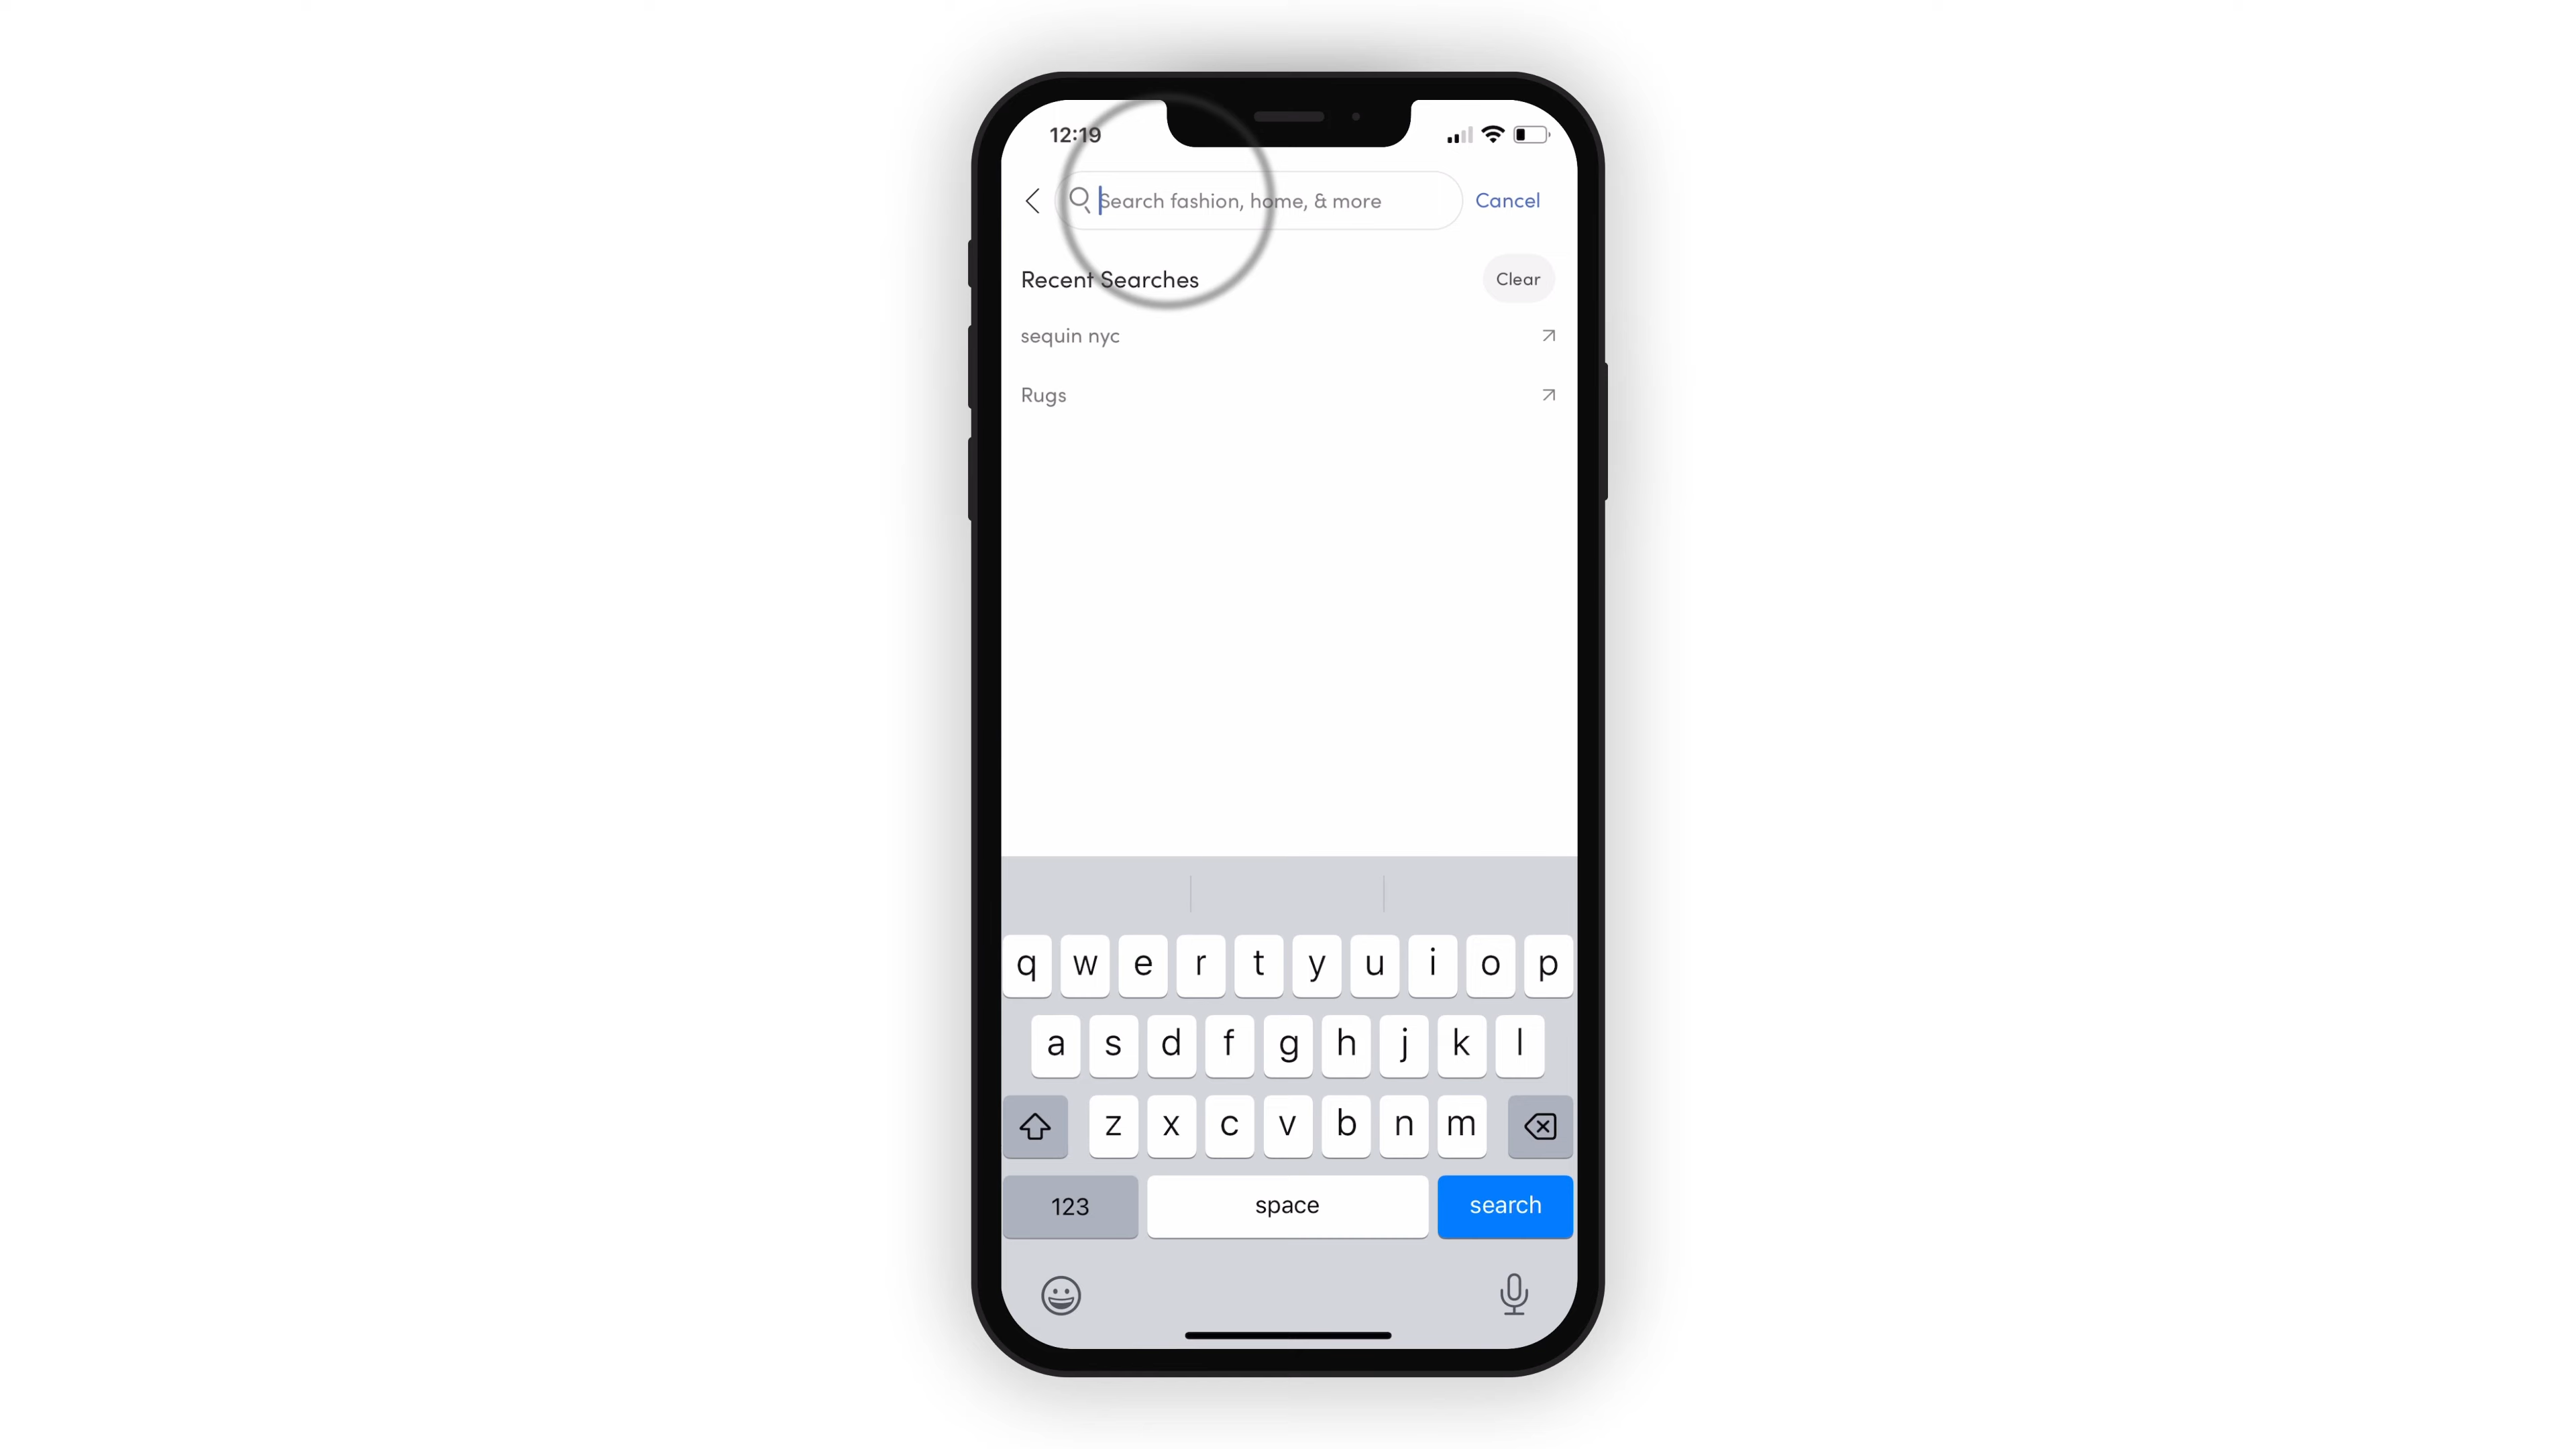 12:19
Search fashion, home, & more
Cancel
Recent Searches
Clear
sequin nyc
Rugs
q w e r t y u i o p
a s d f g h j k l
z x c v b n m
123 space search